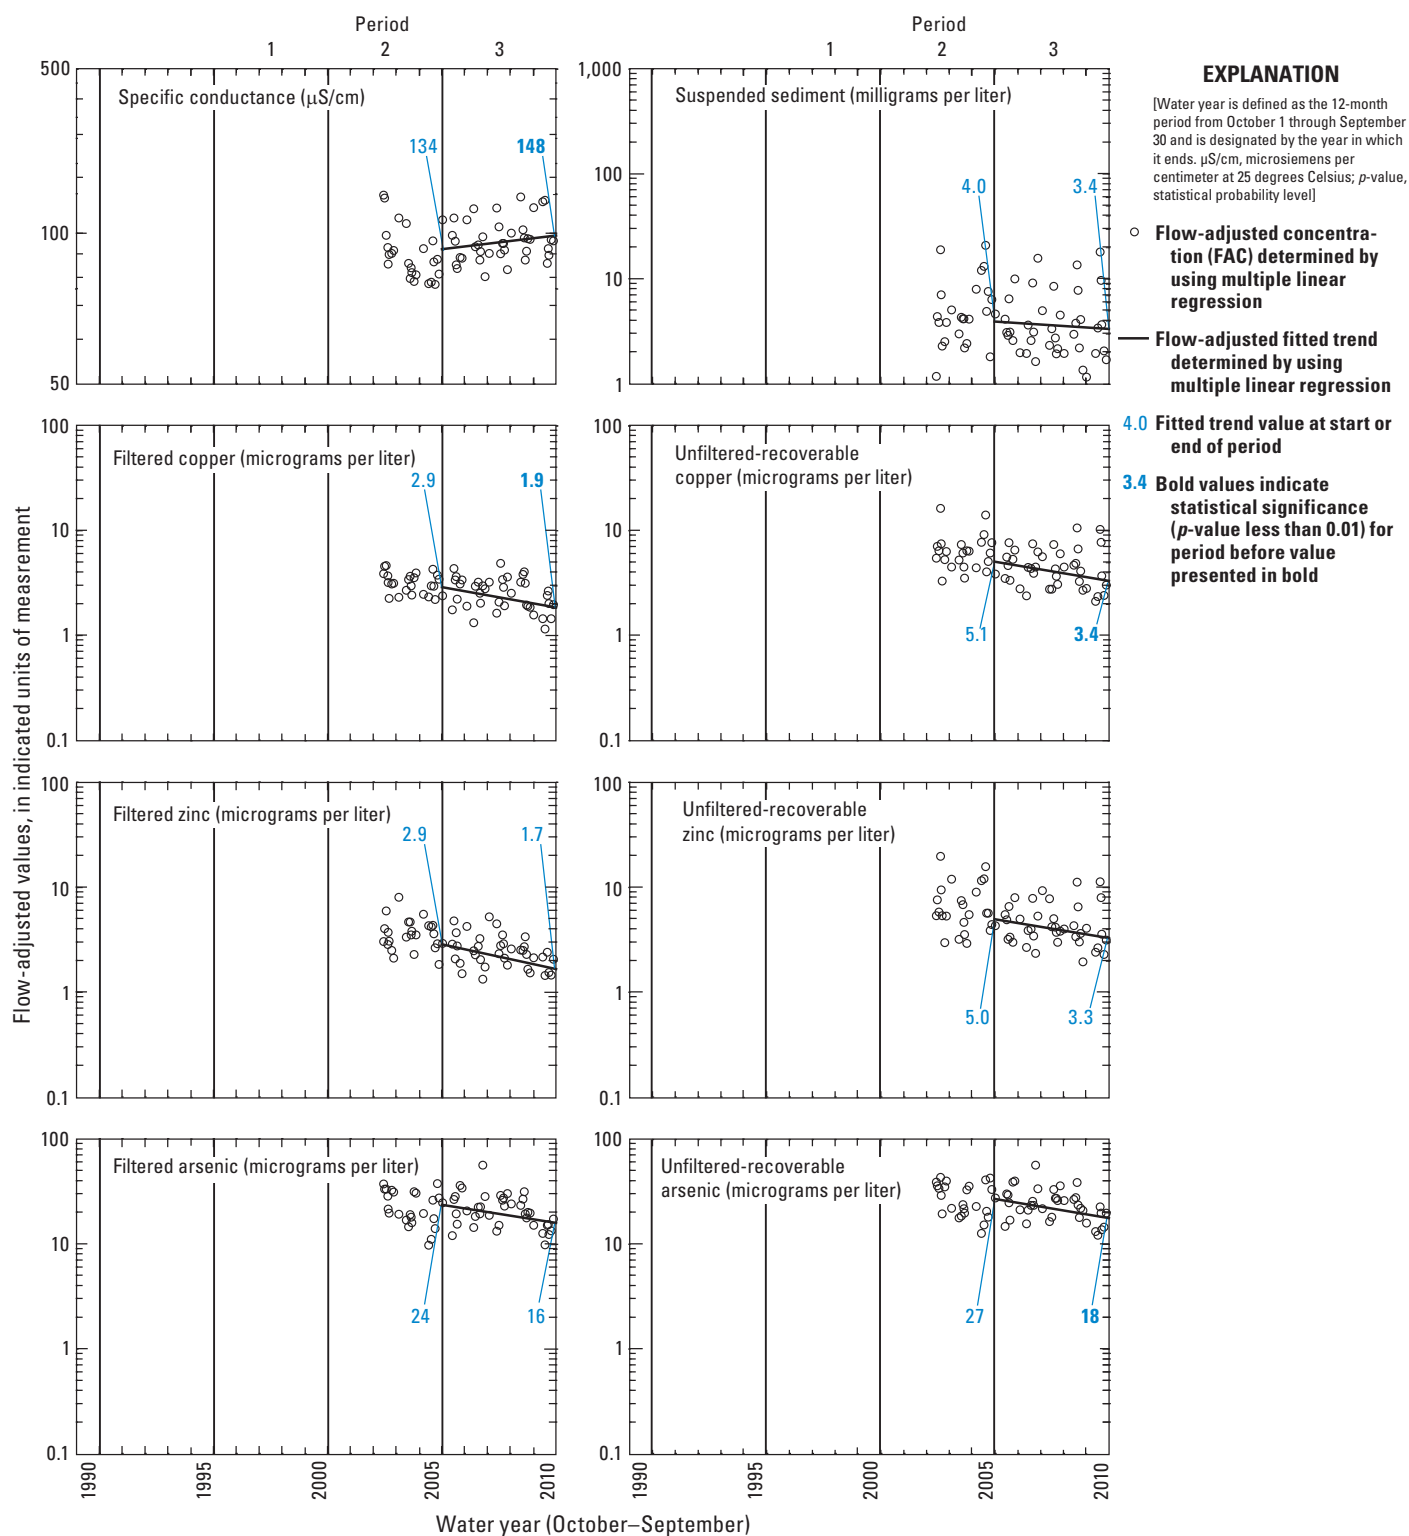 Period
1 2 3
Period
1 2 3
500
100
50
Specific conductance (µS/cm)
134
148
1,000
100
10
1
Suspended sediment (milligrams per liter)
4.0
3.4
EXPLANATION
[Water year is defined as the 12-month
period from October 1 through September
30 and is designated by the year in which
it ends. µS/cm, microsiemens per
centimeter at 25 degrees Celsius; p-value,
statistical probability level]
Flow-adjusted concentra-
tion (FAC) determined by
using multiple linear
regression
Flow-adjusted fitted trend
determined by using
multiple linear regression
4.0 Fitted trend value at start or
end of period
3.4 Bold values indicate
statistical significance
(p-value less than 0.01) for
period before value
presented in bold
Flow-adjusted values, in indicated units of measrement
100
10
1
0.1
Filtered copper (micrograms per liter)
2.9
1.9
100
10
1
0.1
Unfiltered-recoverable
copper (micrograms per liter)
5.1
3.4
100
10
1
0.1
Filtered zinc (micrograms per liter)
2.9
1.7
100
10
1
0.1
Unfiltered-recoverable
zinc (micrograms per liter)
5.0
3.3
100
10
1
0.1
Filtered arsenic (micrograms per liter)
24
16
100
10
1
0.1
Unfiltered-recoverable
arsenic (micrograms per liter)
27
18
1990
1995
2000
2005
2010
1990
1995
2000
2005
2010
Water year (October–September)